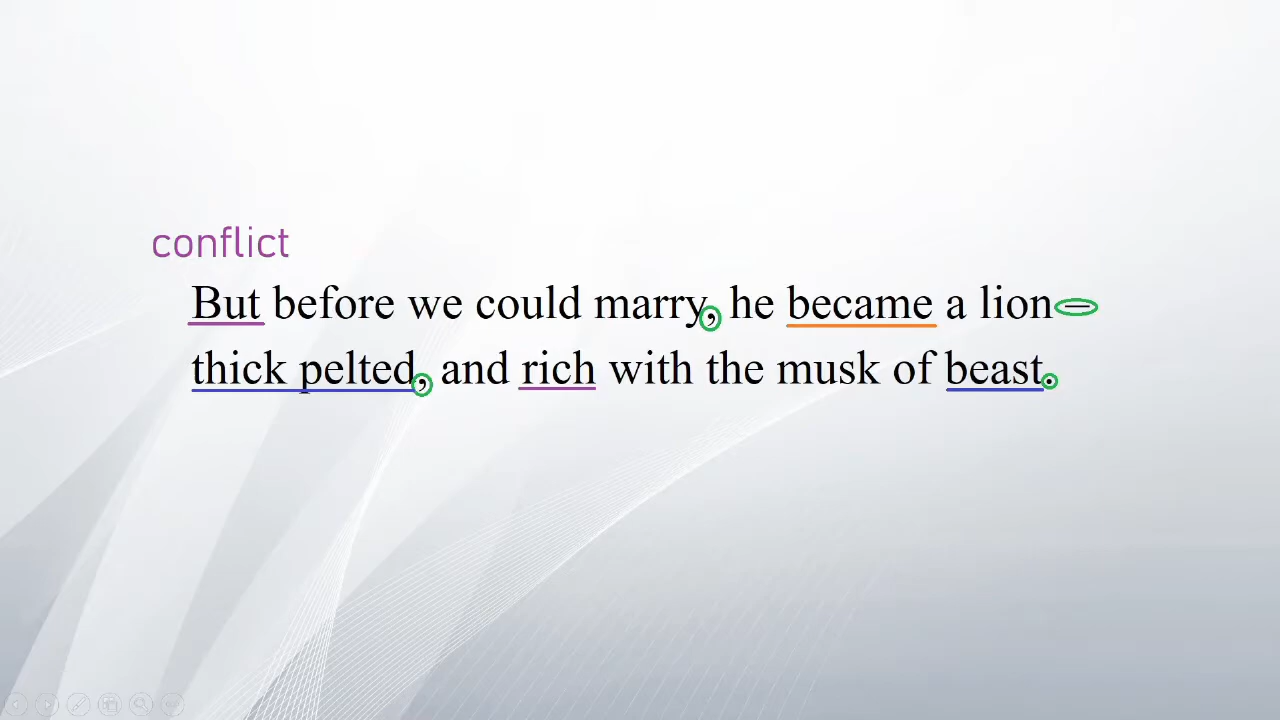 conflict
But before we could marry, he became a lion—
thick pelted, and rich with the musk of beast.